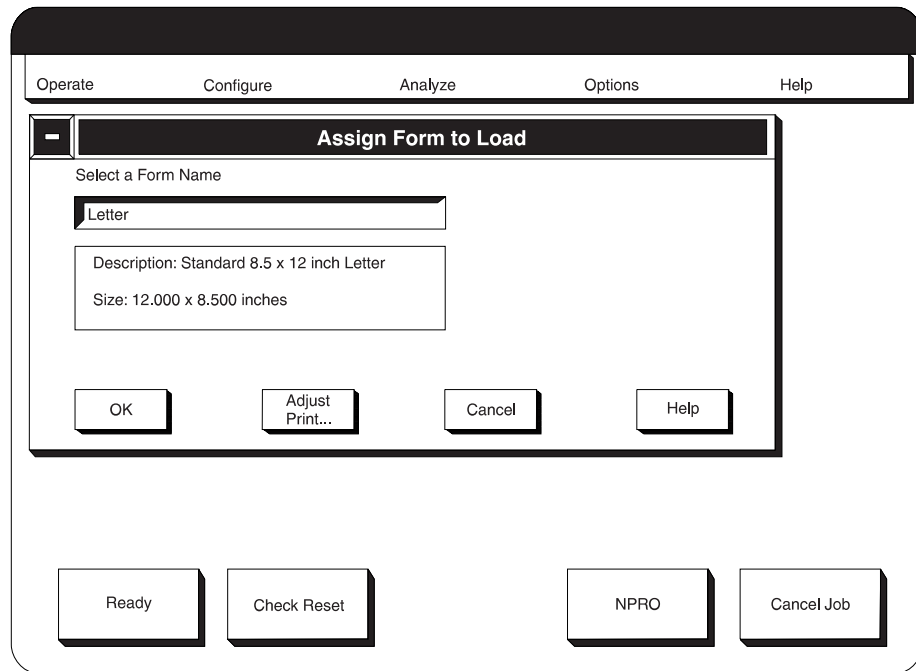 Operate Configure Analyze Options Help
Assign Form to Load
Select a Form Name
Letter
Description: Standard 8.5 x 12 inch Letter
Size: 12.000 x 8.500 inches
OK Adjust Print... Cancel Help
Ready Check Reset NPRO Cancel Job